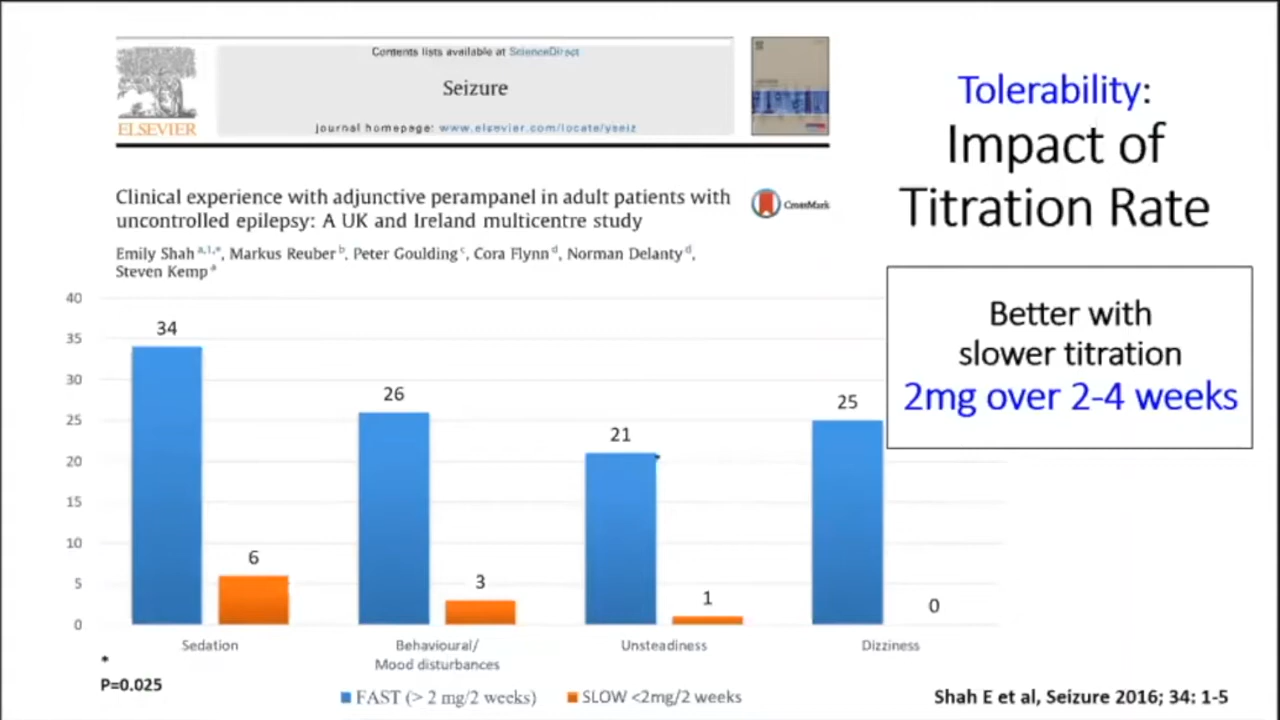 Contents lists available at ScienceDirect
Seizure
journal homepage: www.elsevier.com/locate/yseiz
ELSEVIER
Tolerability:
Impact of
Titration Rate
Clinical experience with adjunctive perampanel in adult patients with
uncontrolled epilepsy: A UK and Ireland multicentre study
CrossMark
Emily Shah a,1,*, Markus Reuber b, Peter Goulding c, Cora Flynn d, Norman Delanty d,
Steven Kemp a
Better with
slower titration
2mg over 2-4 weeks
40
35
30
25
20
15
10
5
0
34
6
26
3
21
1
25
0
Sedation
Behavioural/
Mood disturbances
Unsteadiness
Dizziness
*
P=0.025
FAST (> 2 mg/2 weeks)
SLOW <2mg/2 weeks
Shah E et al, Seizure 2016; 34: 1-5